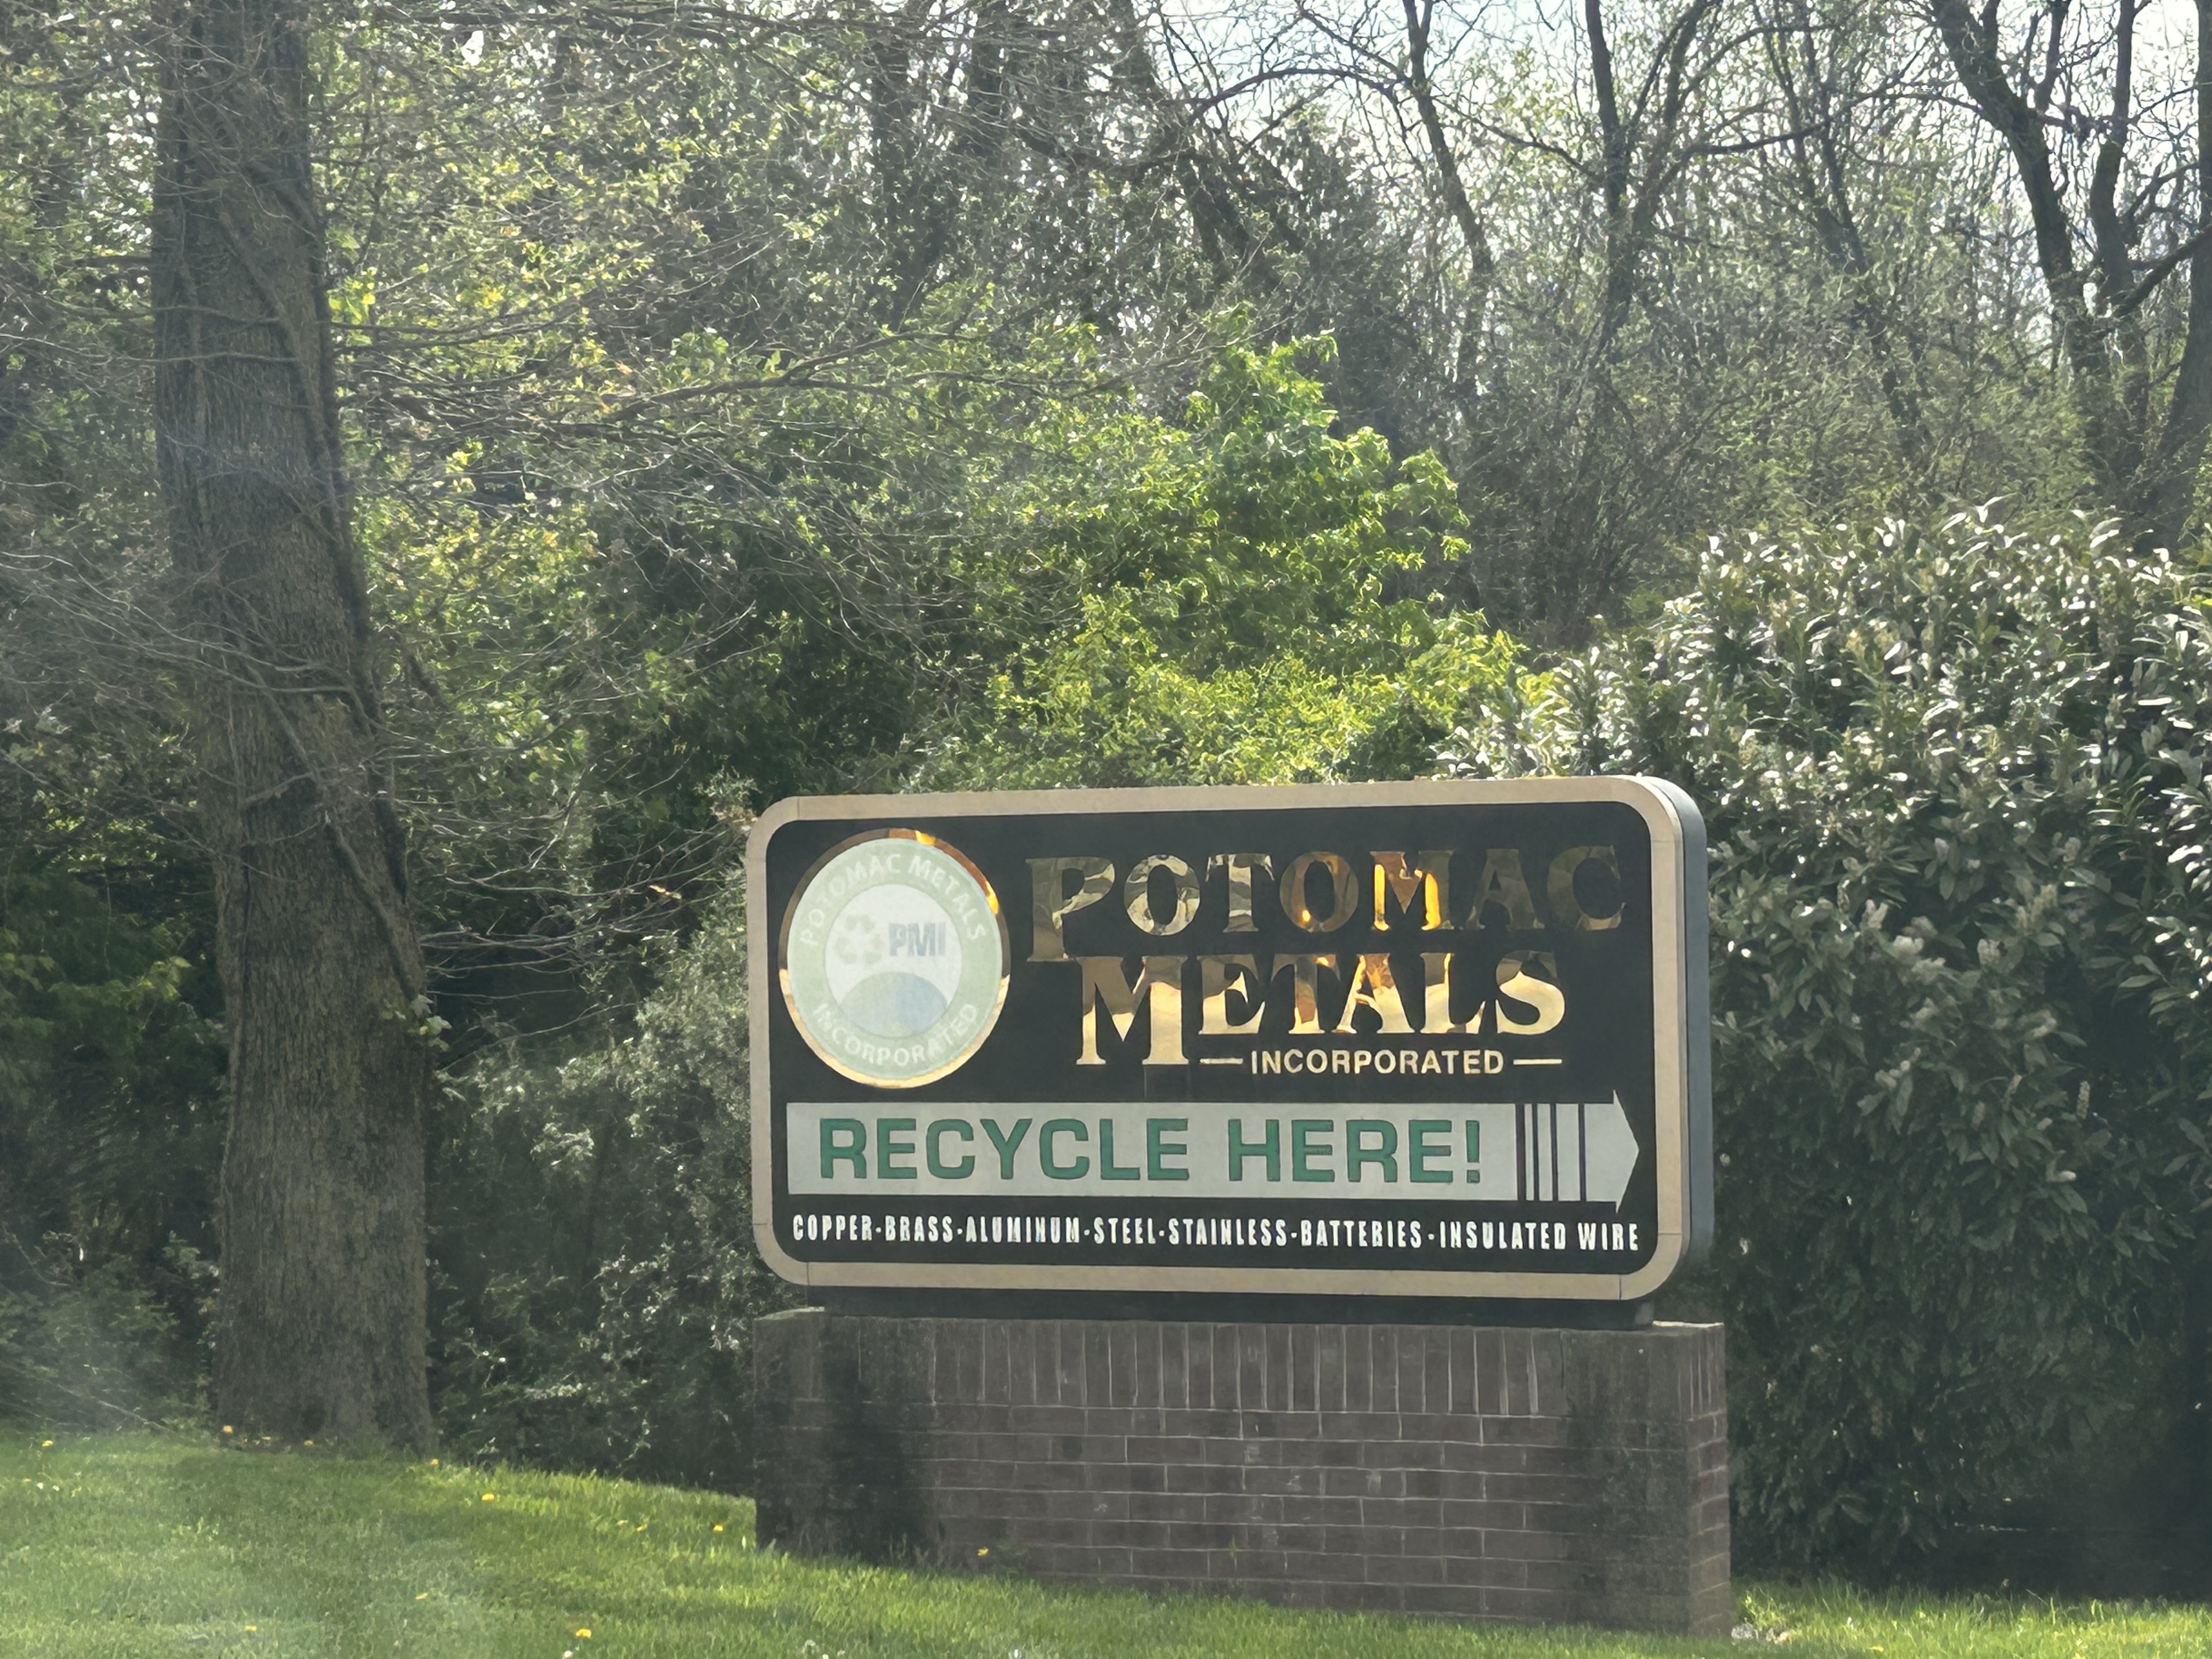 POTOMAC METALS
PMI
INCORPORATED
POTOMAC
METALS
INCORPORATED
RECYCLE HERE!
COPPER-BRASS-ALUMINUM-STEEL-STAINLESS-BATTERIES-INSULATED WIRE